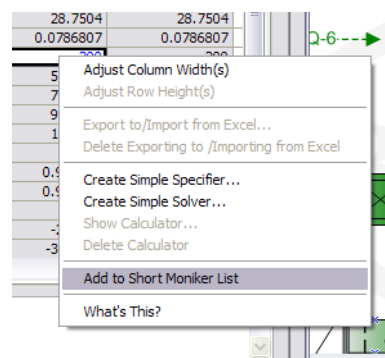 28.7504 28.7504
0.0786807 0.0786807
Q-6
Adjust Column Width(s)
Adjust Row Height(s)
Export to/Import from Excel...
Delete Exporting to /Importing from Excel
Create Simple Specifier...
Create Simple Solver...
Show Calculator...
Delete Calculator
Add to Short Moniker List
What's This?